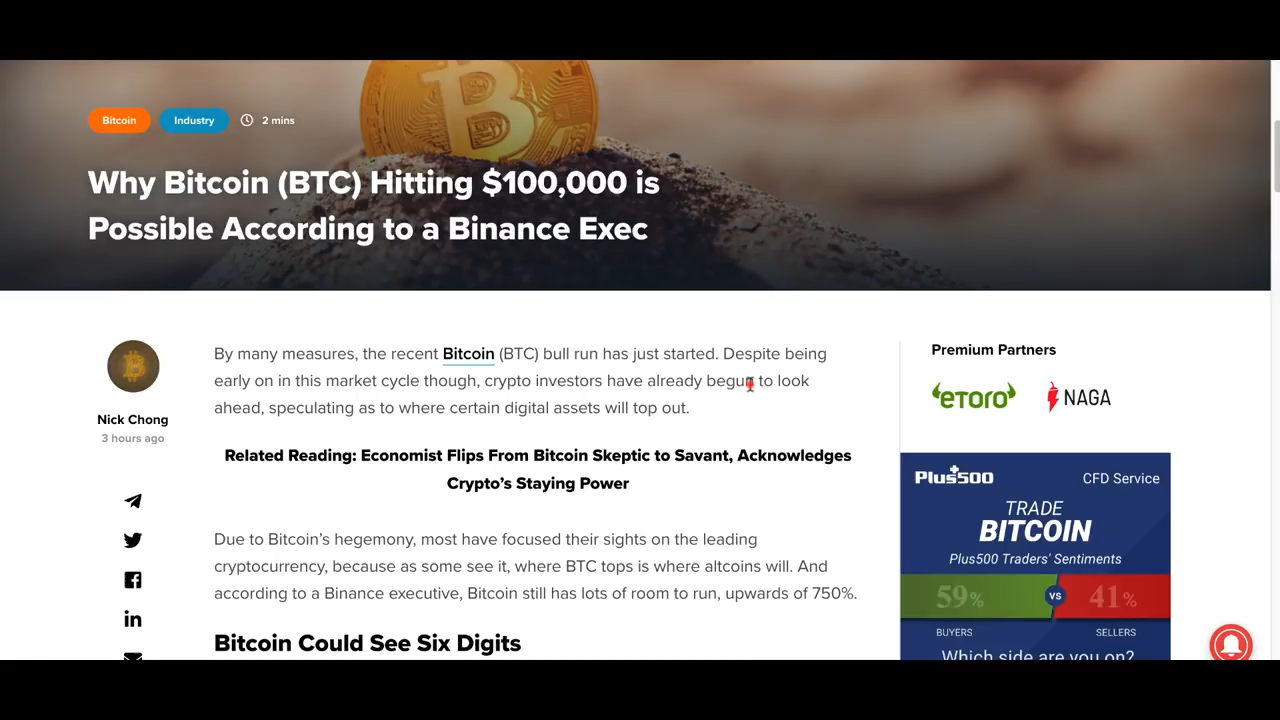 Bitcoin
Industry
2 mins
Why Bitcoin (BTC) Hitting $100,000 is
Possible According to a Binance Exec
Nick Chong
3 hours ago
By many measures, the recent Bitcoin (BTC) bull run has just started. Despite being
early on in this market cycle though, crypto investors have already begun to look
ahead, speculating as to where certain digital assets will top out.
Related Reading: Economist Flips From Bitcoin Skeptic to Savant, Acknowledges
Crypto’s Staying Power
Due to Bitcoin’s hegemony, most have focused their sights on the leading
cryptocurrency, because as some see it, where BTC tops is where altcoins will. And
according to a Binance executive, Bitcoin still has lots of room to run, upwards of 750%.
Bitcoin Could See Six Digits
Premium Partners
eTORO
NAGA
Plus500
CFD Service
TRADE
BITCOIN
Plus500 Traders’ Sentiments
59%
VS
41%
BUYERS
SELLERS
Which side are you on?